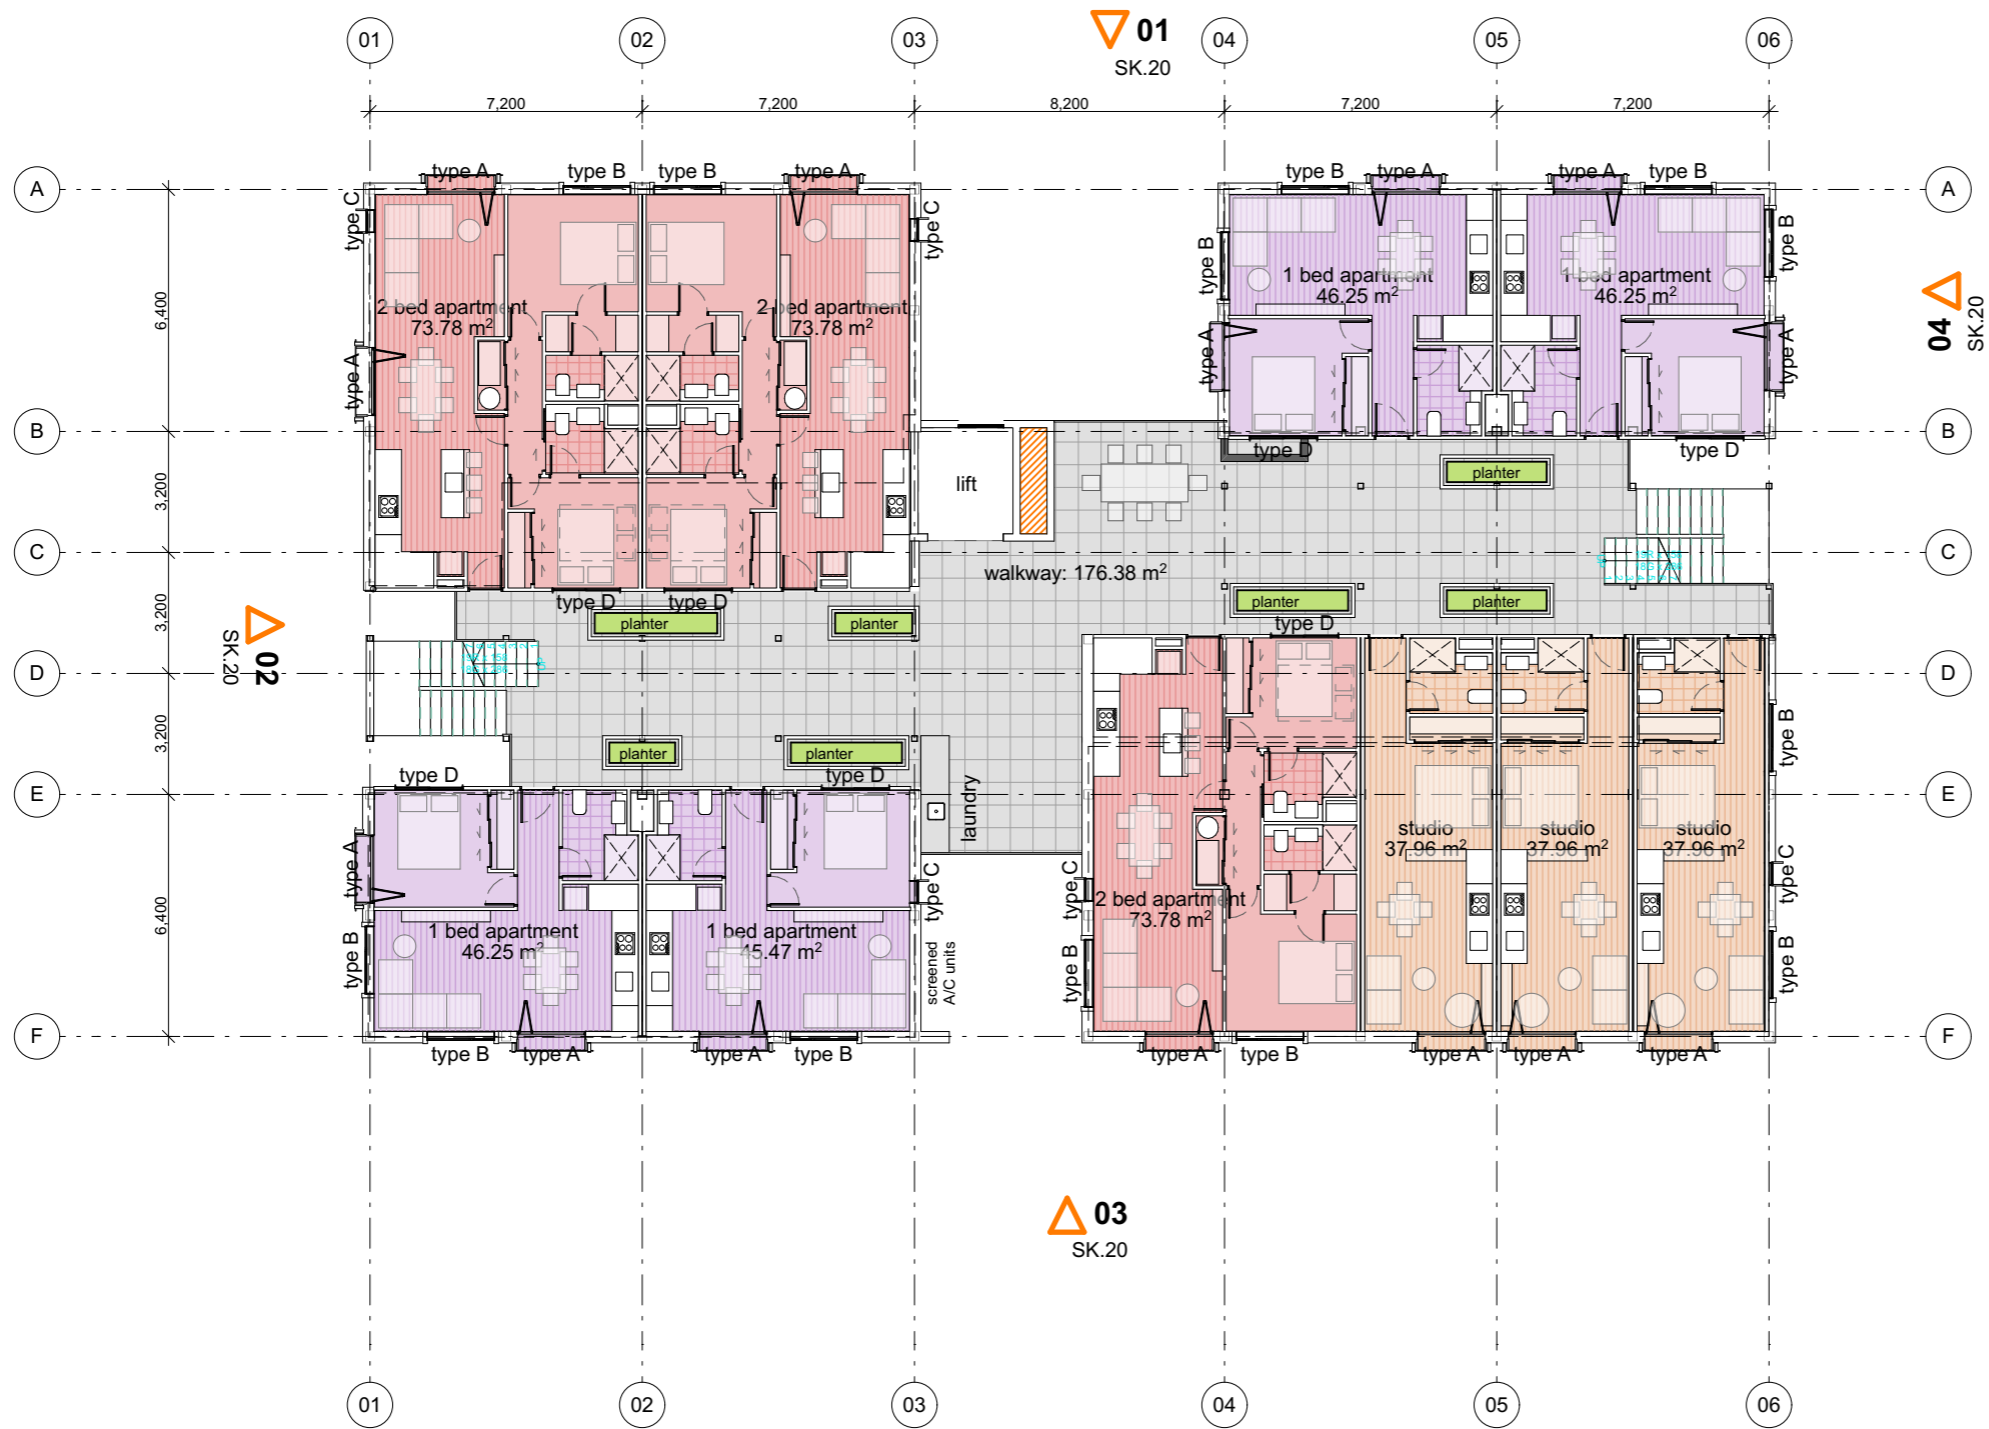 01
02
03
04
05
06
01
SK.20
7,200
7,200
8,200
7,200
7,200
A
type A
type B
type B
type A
type B
type A
type A
type B
A
type C
type C
type B
type B
6,400
2 bed apartment
73.78 m²
2 bed apartment
73.78 m²
1 bed apartment
46.25 m²
1 bed apartment
46.25 m²
04
SK.20
type A
type A
type A
B
type D
type D
B
3,200
lift
planter
C
walkway: 176.38 m²
C
3,200
type D
type D
planter
planter
planter
planter
type D
02
SK.20
D
D
3,200
planter
planter
type B
E
type D
type D
laundry
E
studio
37.96 m²
studio
37.96 m²
studio
37.96 m²
type A
type C
type C
type C
6,400
2 bed apartment
73.78 m²
1 bed apartment
46.25 m²
1 bed apartment
45.47 m²
type B
screened
A/C units
type B
type B
F
type B
type A
type A
type B
type A
type B
type A
type A
type A
F
03
SK.20
01
02
03
04
05
06